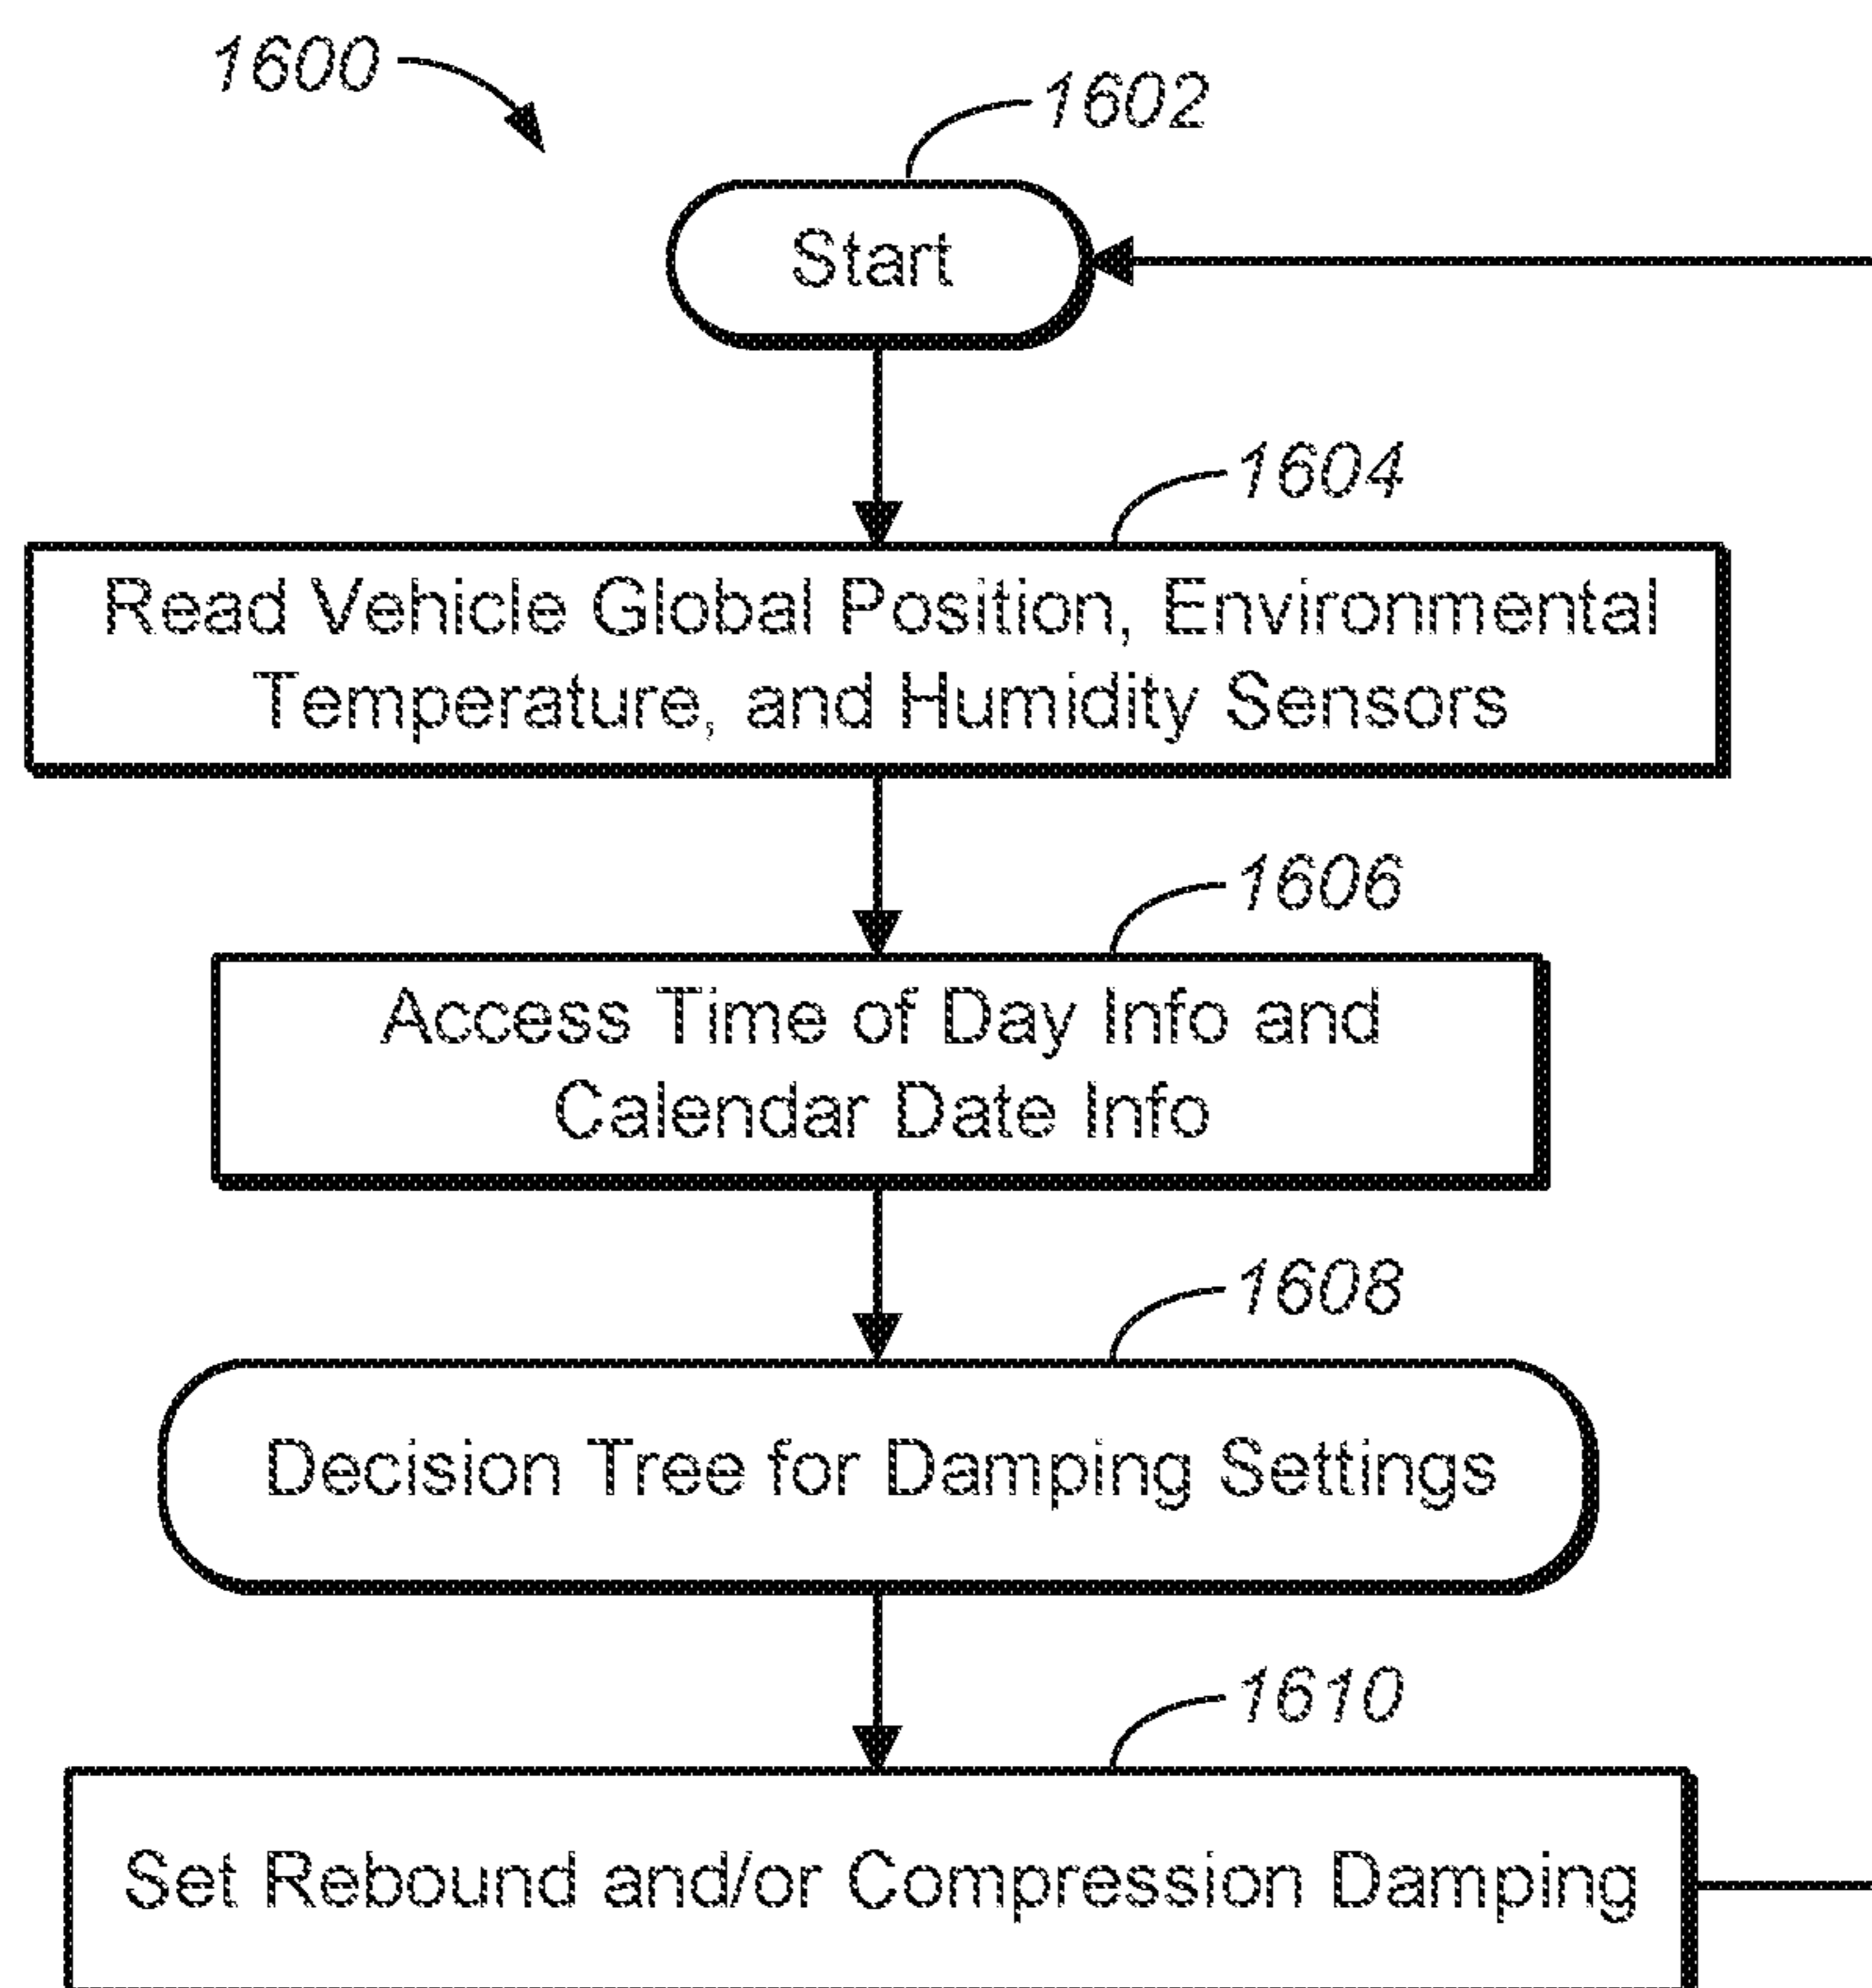 1600
1602
Start
1604
Read Vehicle Global Position, Environmental
Temperature, and Humidity Sensors
1606
Access Time of Day Info and
Calendar Date Info
1608
Decision Tree for Damping Settings
1610
Set Rebound and/or Compression Damping